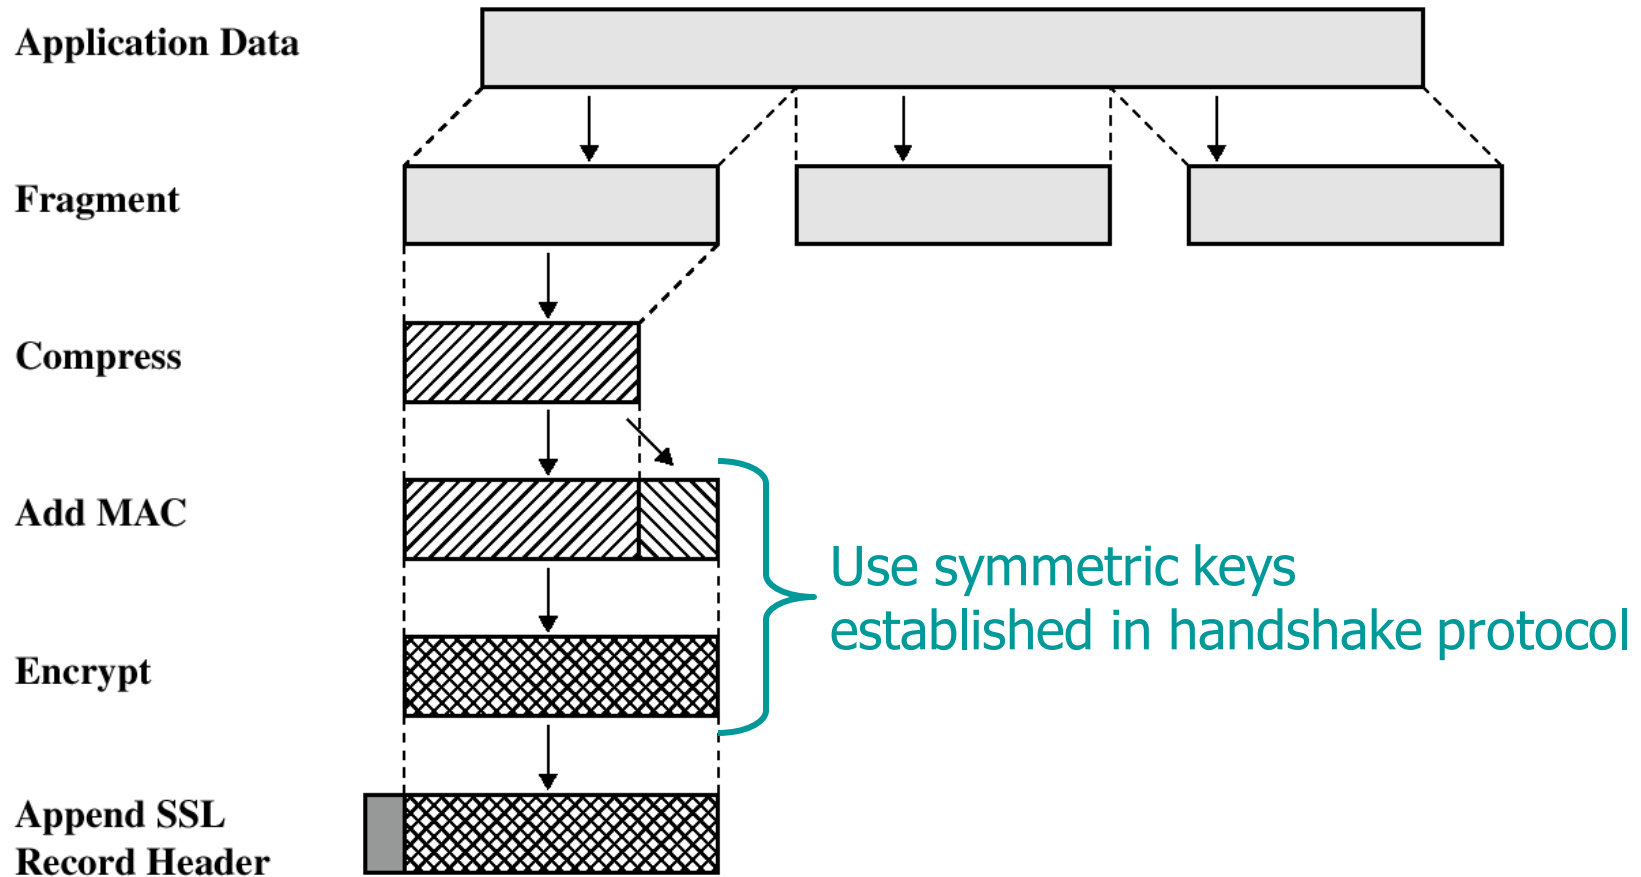 Application Data
Fragment
Compress
Add MAC
Use symmetric keys
established in handshake protocol
Encrypt
Append SSL
Record Header